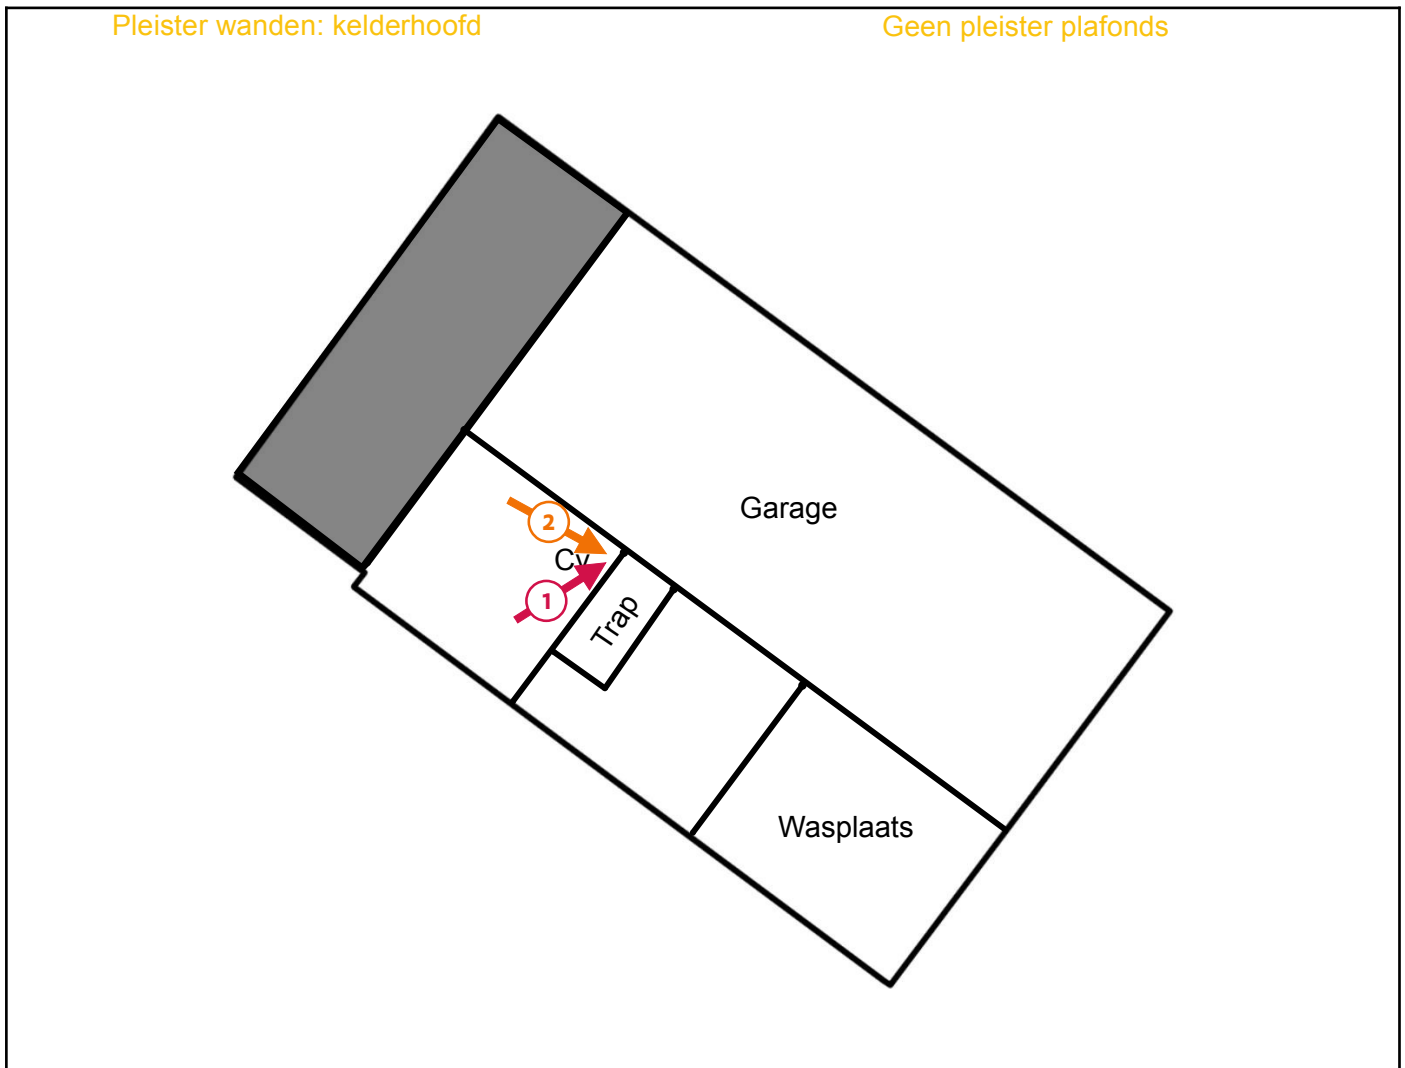 Pleister wanden: kelderhoofd
Geen pleister plafonds
Garage
2
Cv
1
Trap
Wasplaats